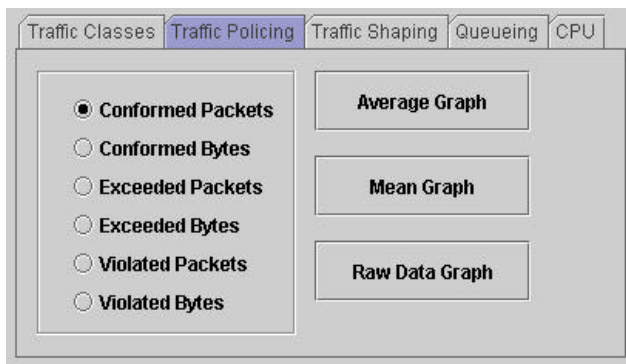 Traffic Classes Traffic Policing Traffic Shaping Queueing CPU
Conformed Packets
Conformed Bytes
Exceeded Packets
Exceeded Bytes
Violated Packets
Violated Bytes
Average Graph
Mean Graph
Raw Data Graph